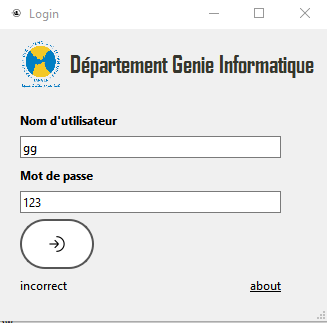 Login
Département Genie Informatique
Nom d'utilisateur
gg
Mot de passe
123
incorrect
about